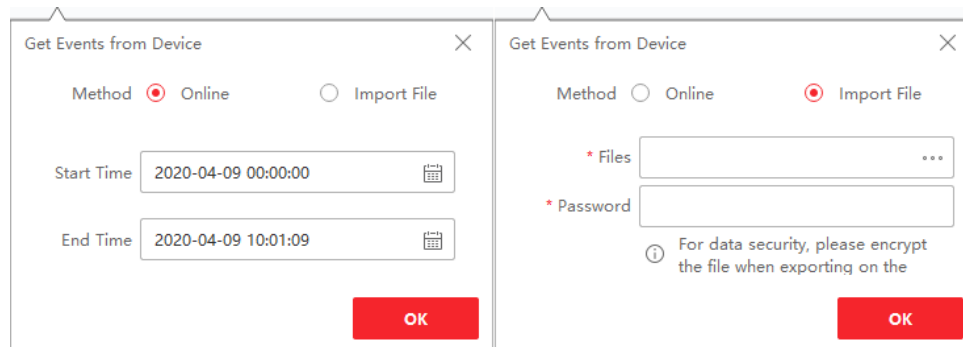 Get Events from Device
Method Online Import File
Start Time 2020-04-09 00:00:00
End Time 2020-04-09 10:01:09
OK
Get Events from Device
Method Online Import File
* Files
* Password
For data security, please encrypt
the file when exporting on the
OK